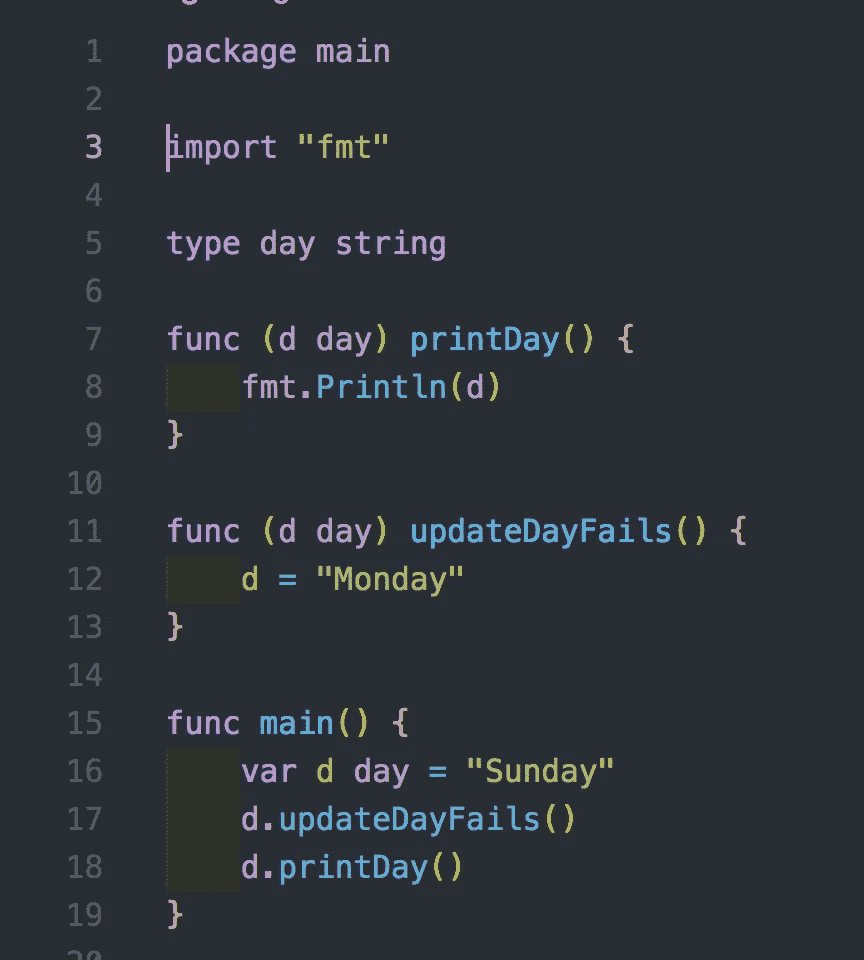 1 package main
2
3 import "fmt"
4
5 type day string
6
7 func (d day) printDay() {
8 fmt.Println(d)
9 }
10
11 func (d day) updateDayFails() {
12 d = "Monday"
13 }
14
15 func main() {
16 var d day = "Sunday"
17 d.updateDayFails()
18 d.printDay()
19 }
20